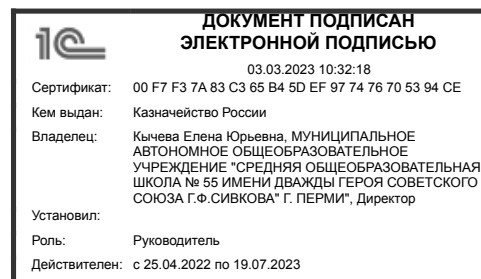 ДОКУМЕНТ ПОДПИСАН
ЭЛЕКТРОННОЙ ПОДПИСЬЮ
1С
03.03.2023 10:32:18
Сертификат: 00 F7 F3 7A 83 C3 65 B4 5D EF 97 74 76 70 53 94 CE
Кем выдан: Казначейство России
Владелец: Кычева Елена Юрьевна, МУНИЦИПАЛЬНОЕ
АВТОНОМНОЕ ОБЩЕОБРАЗОВАТЕЛЬНОЕ
УЧРЕЖДЕНИЕ "СРЕДНЯЯ ОБЩЕОБРАЗОВАТЕЛЬНАЯ
ШКОЛА № 55 ИМЕНИ ДВАЖДЫ ГЕРОЯ СОВЕТСКОГО
СОЮЗА Г.Ф.СИВКОВА" Г. ПЕРМИ", Директор
Установил:
Роль: Руководитель
Действителен: с 25.04.2022 по 19.07.2023